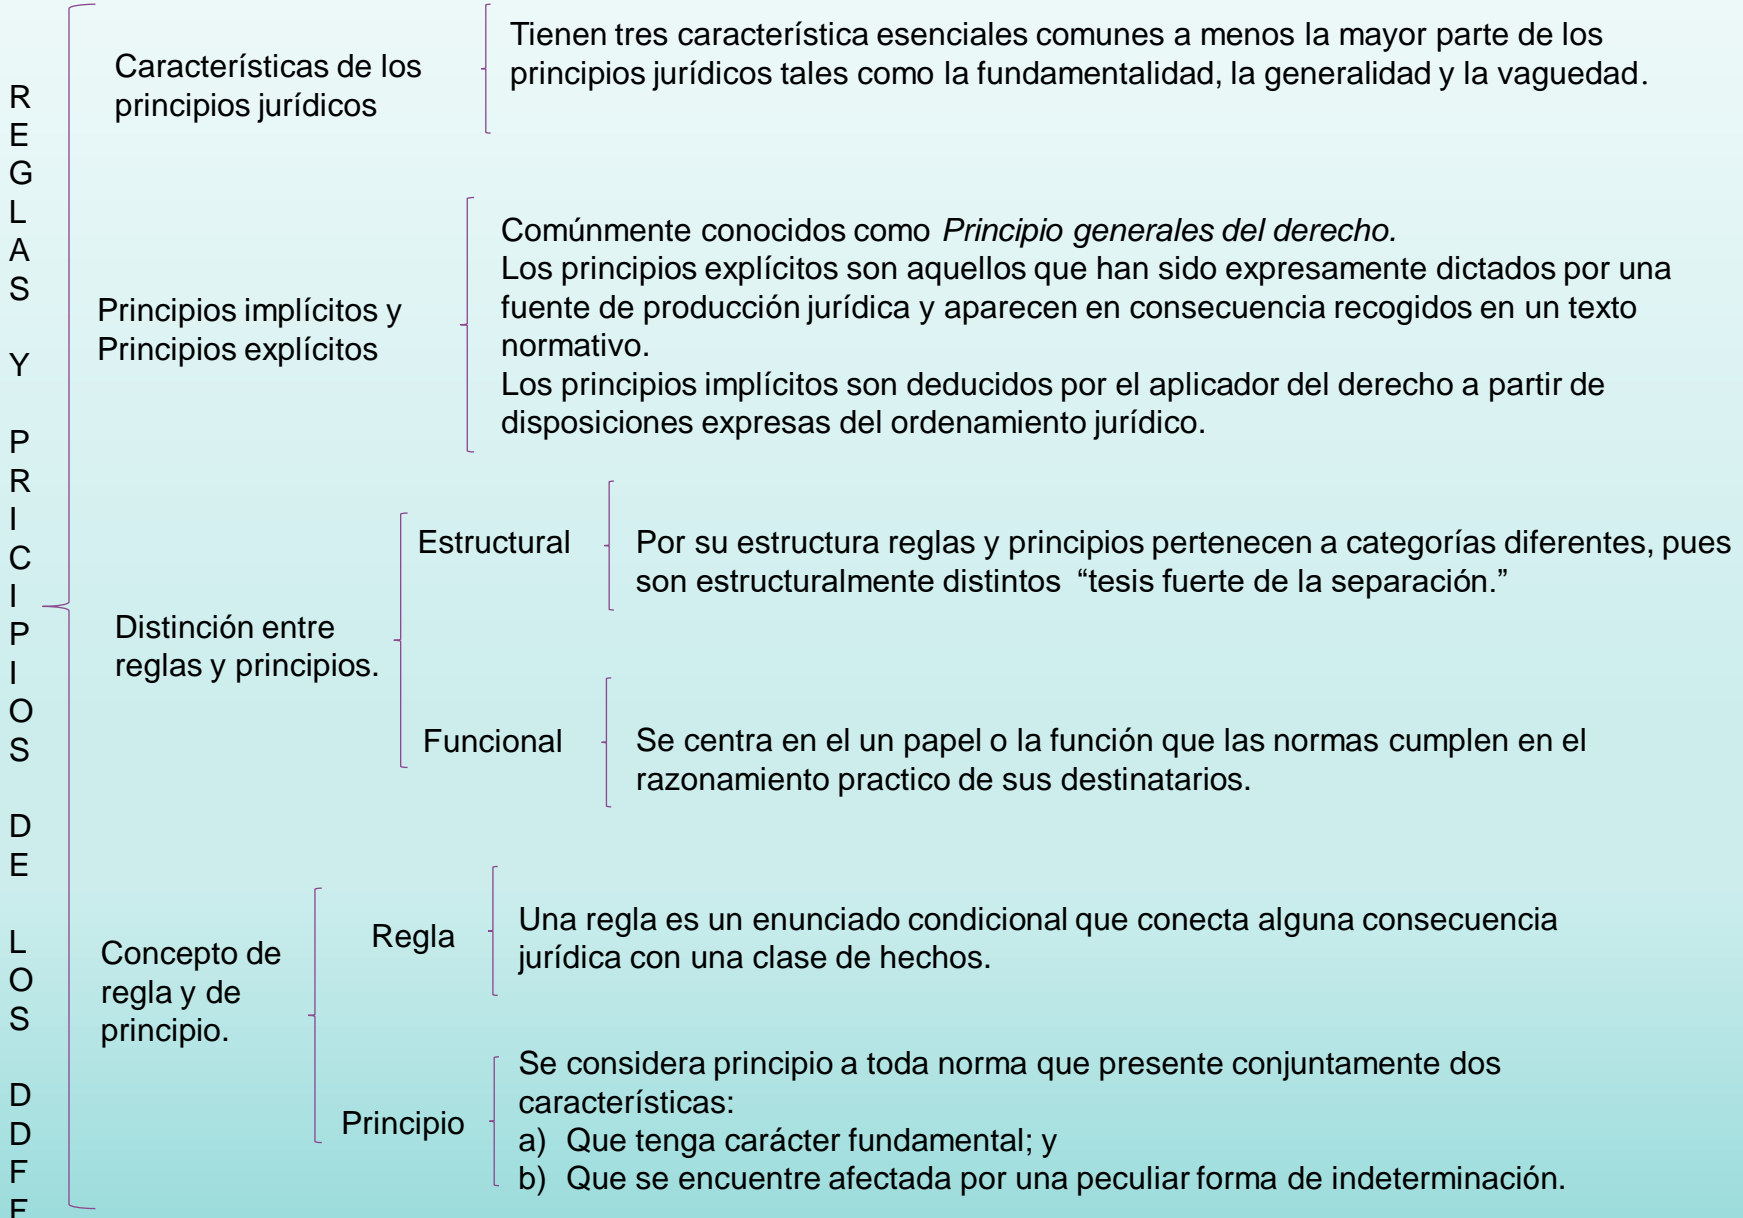 REGLAS Y PRICIPIOS DE LOS DDFF
Características de los
principios jurídicos
Tienen tres característica esenciales comunes a menos la mayor parte de los
principios jurídicos tales como la fundamentalidad, la generalidad y la vaguedad.
Principios implícitos y
Principios explícitos
Comúnmente conocidos como Principio generales del derecho.
Los principios explícitos son aquellos que han sido expresamente dictados por una
fuente de producción jurídica y aparecen en consecuencia recogidos en un texto
normativo.
Los principios implícitos son deducidos por el aplicador del derecho a partir de
disposiciones expresas del ordenamiento jurídico.
Distinción entre
reglas y principios.
Estructural
Por su estructura reglas y principios pertenecen a categorías diferentes, pues
son estructuralmente distintos “tesis fuerte de la separación.”
Funcional
Se centra en el un papel o la función que las normas cumplen en el
razonamiento practico de sus destinatarios.
Concepto de
regla y de
principio.
Regla
Una regla es un enunciado condicional que conecta alguna consecuencia
jurídica con una clase de hechos.
Principio
Se considera principio a toda norma que presente conjuntamente dos
características:
a) Que tenga carácter fundamental; y
b) Que se encuentre afectada por una peculiar forma de indeterminación.